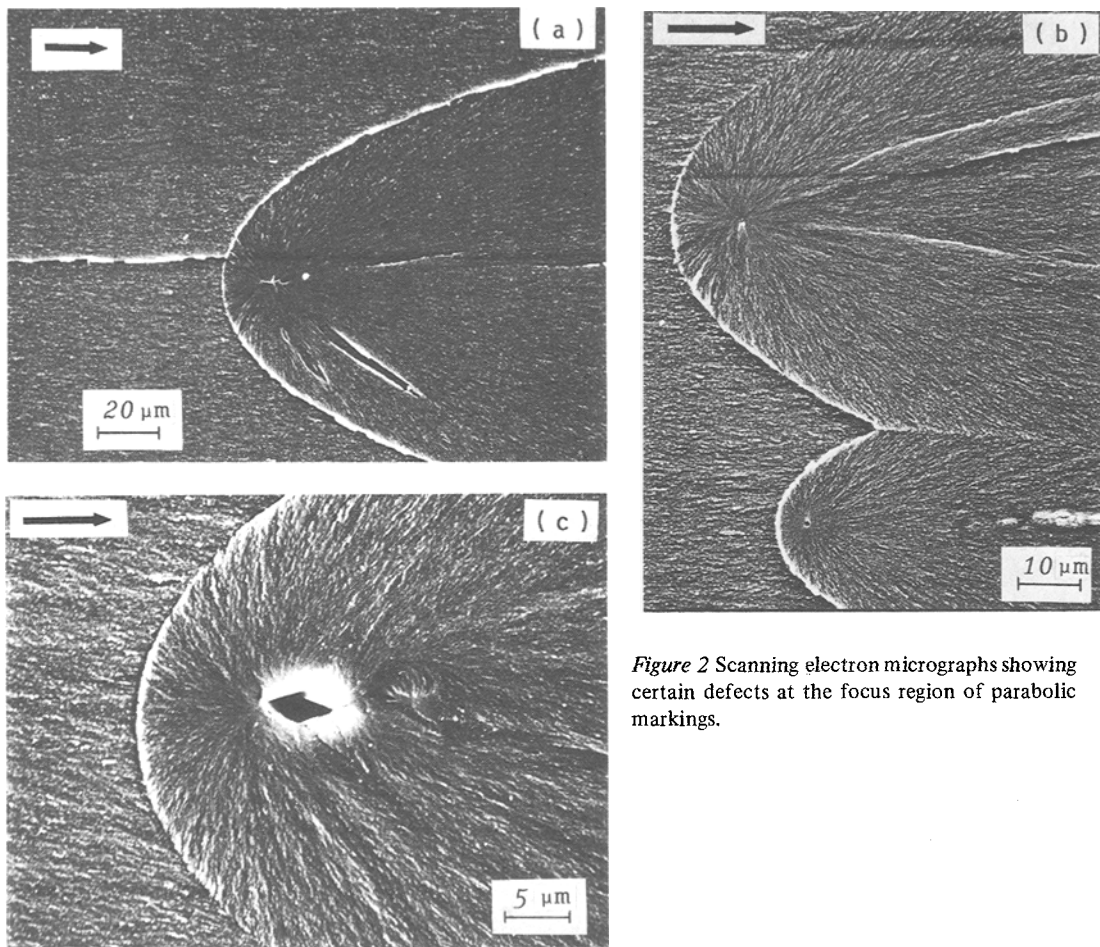 ( a )
20 μm
( b )
10 μm
( c )
5 μm
Figure 2 Scanning electron micrographs showing
certain defects at the focus region of parabolic
markings.